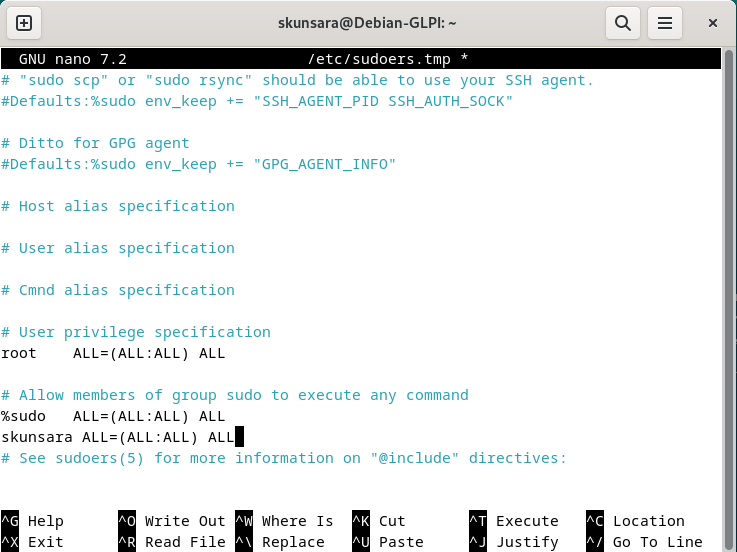 skunsara@Debian-GLPI: ~
GNU nano 7.2 /etc/sudoers.tmp *
# "sudo scp" or "sudo rsync" should be able to use your SSH agent.
#Defaults:%sudo env_keep += "SSH_AGENT_PID SSH_AUTH_SOCK"
# Ditto for GPG agent
#Defaults:%sudo env_keep += "GPG_AGENT_INFO"
# Host alias specification
# User alias specification
# Cmnd alias specification
# User privilege specification
root    ALL=(ALL:ALL) ALL
# Allow members of group sudo to execute any command
%sudo   ALL=(ALL:ALL) ALL
skunsara ALL=(ALL:ALL) ALL
# See sudoers(5) for more information on "@include" directives:
^G Help ^O Write Out ^W Where Is ^K Cut ^T Execute ^C Location
^X Exit ^R Read File ^\ Replace ^U Paste ^J Justify ^/ Go To Line